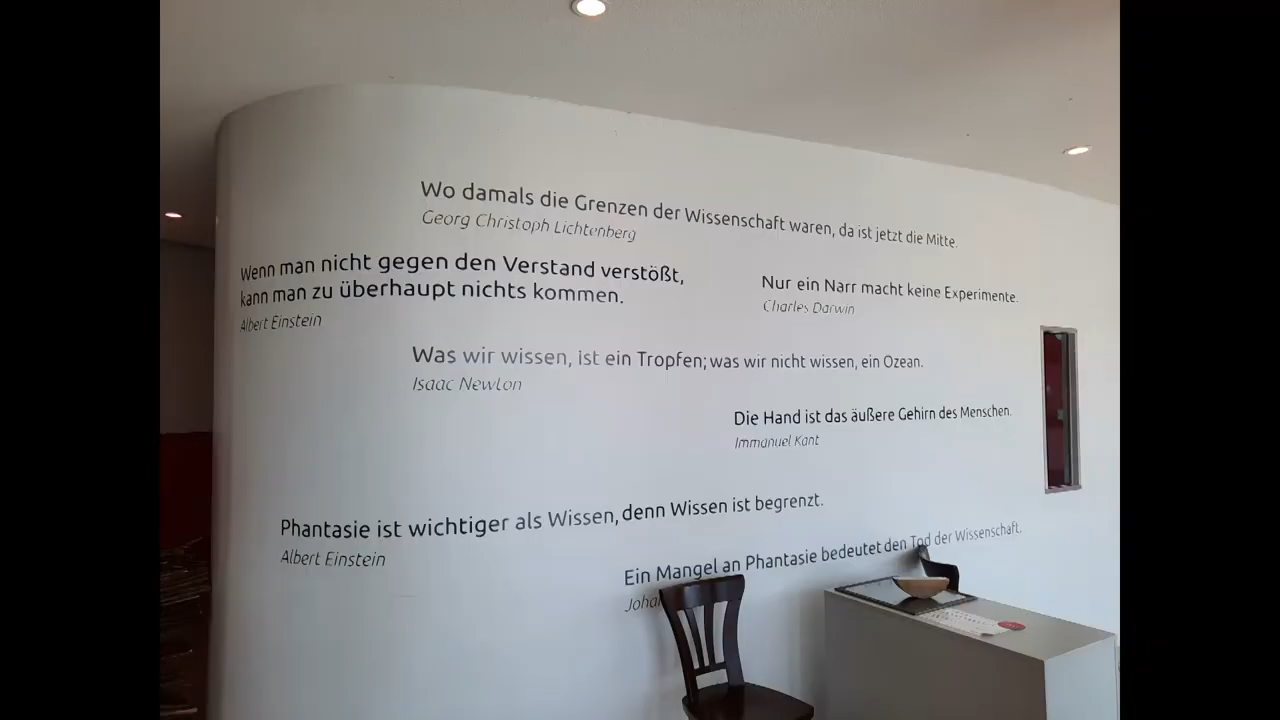 Wo damals die Grenzen der Wissenschaft waren, da ist jetzt die Mitte.
Georg Christoph Lichtenberg
Wenn man nicht gegen den Verstand verstößt,
kann man zu überhaupt nichts kommen.
Albert Einstein
Nur ein Narr macht keine Experimente.
Charles Darwin
Was wir wissen, ist ein Tropfen; was wir nicht wissen, ein Ozean.
Isaac Newton
Die Hand ist das äußere Gehirn des Menschen.
Immanuel Kant
Phantasie ist wichtiger als Wissen, denn Wissen ist begrenzt.
Albert Einstein
Ein Mangel an Phantasie bedeutet den Tod der Wissenschaft.